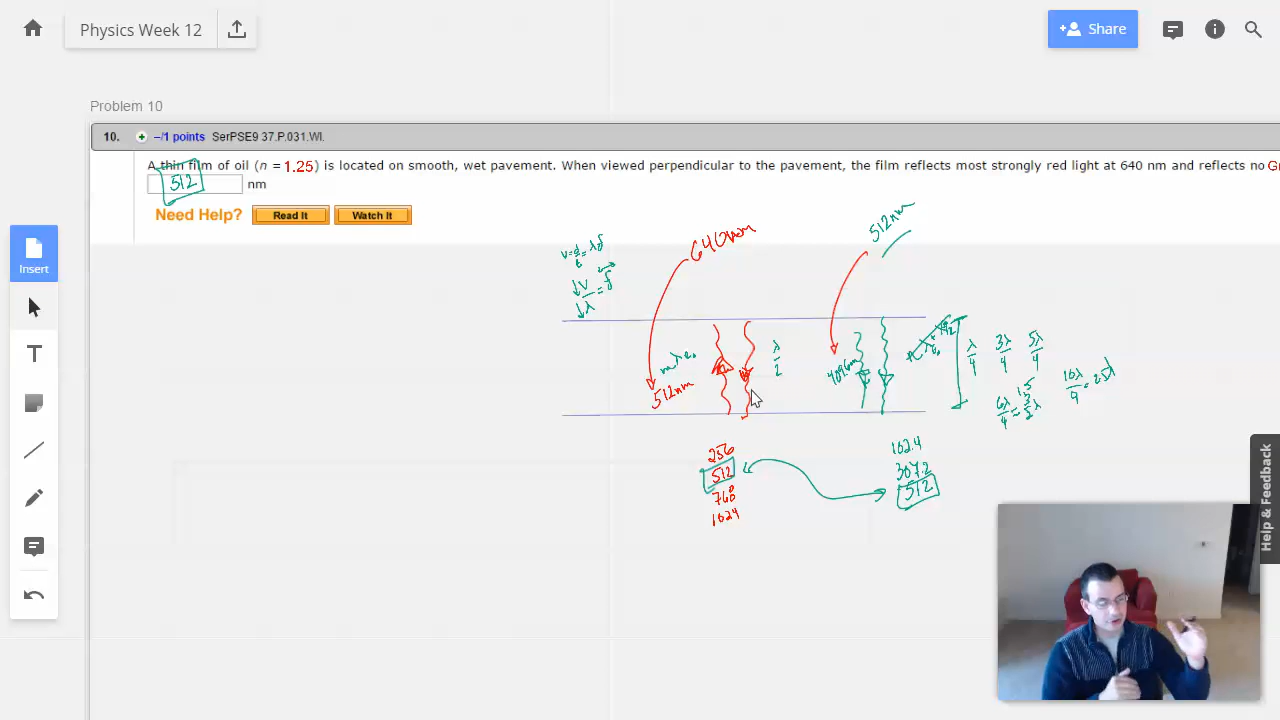 Physics Week 12
Share
Problem 10
10. –/1 points SerPSE9 37.P.031.WI.
A thin film of oil (n = 1.25) is located on smooth, wet pavement. When viewed perpendicular to the pavement, the film reflects most strongly red light at 640 nm and reflects no
512 nm
Need Help? Read It Watch It
Insert
640nm
512nm
512nm
λ/2
λ/4 3λ/4 5λ/4
256
512
768
1024
102.4
307.2
512
Help & Feedback